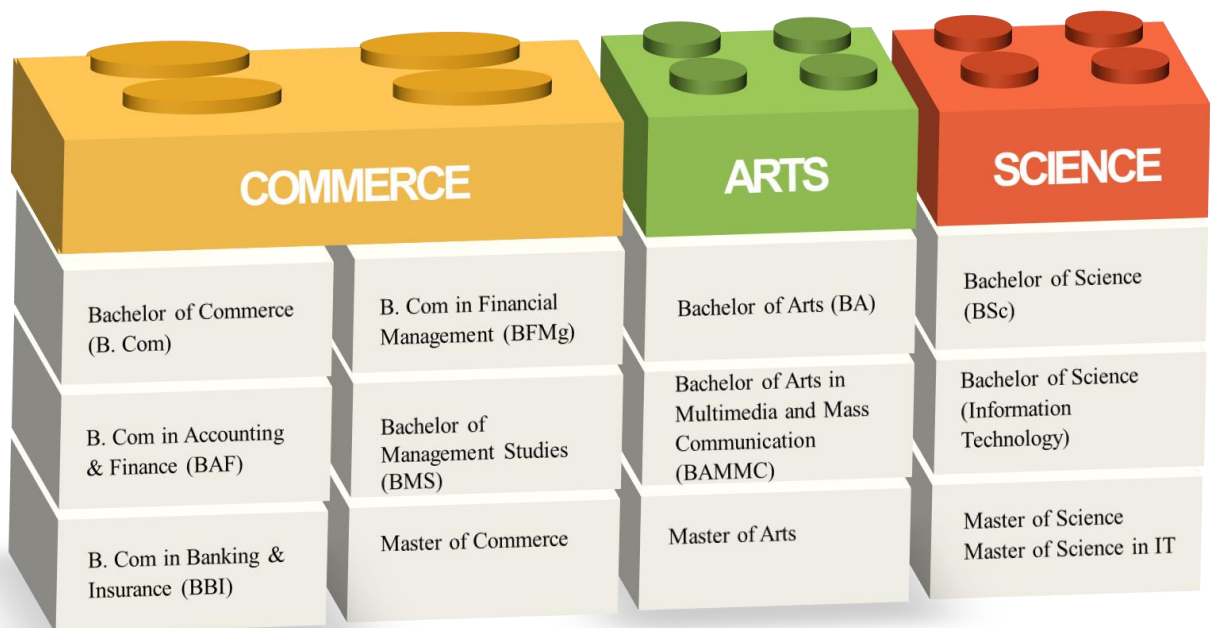 COMMERCE
ARTS
SCIENCE
Bachelor of Commerce
(B. Com)
B. Com in Financial
Management (BFMg)
Bachelor of Arts (BA)
Bachelor of Science
(BSc)
B. Com in Accounting
& Finance (BAF)
Bachelor of
Management Studies
(BMS)
Bachelor of Arts in
Multimedia and Mass
Communication
(BAMMC)
Bachelor of Science
(Information
Technology)
B. Com in Banking &
Insurance (BBI)
Master of Commerce
Master of Arts
Master of Science
Master of Science in IT